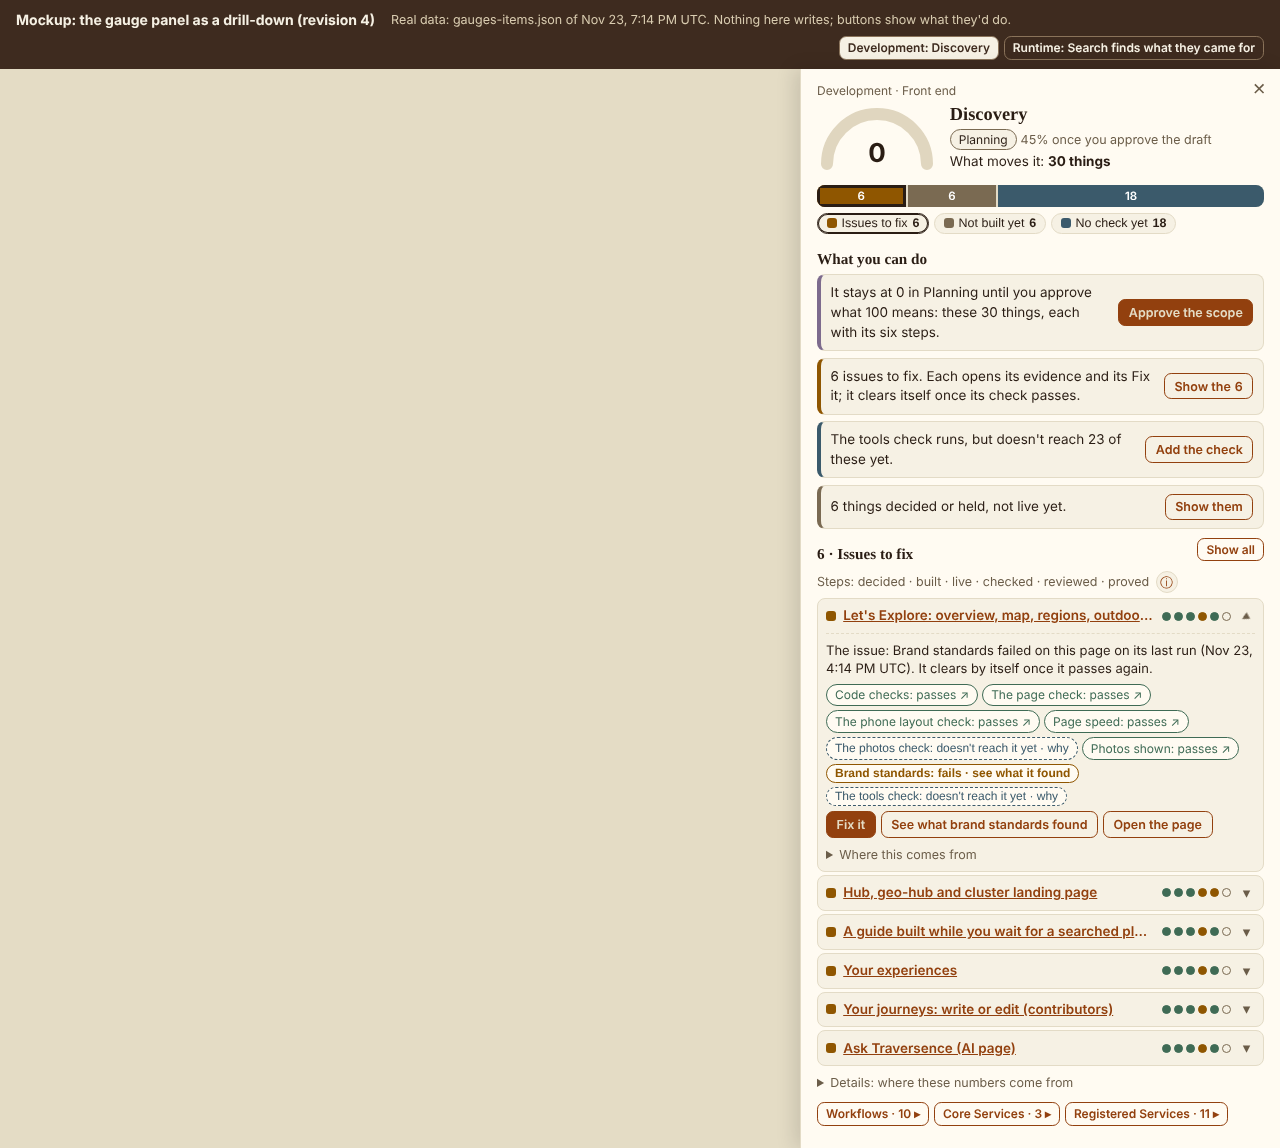 Mockup: the gauge panel as a drill-down (revision 4)
Real data: gauges-items.json of Nov 23, 7:14 PM UTC. Nothing here writes; buttons show what they'd do.
Development: Discovery
Runtime: Search finds what they came for
Development · Front end
✕
0
Discovery
Planning 45% once you approve the draft
What moves it: 30 things
6 6 18
Issues to fix 6
Not built yet 6
No check yet 18
What you can do
It stays at 0 in Planning until you approve
what 100 means: these 30 things, each
with its six steps.
Approve the scope
6 issues to fix. Each opens its evidence and its Fix
it; it clears itself once its check passes.
Show the 6
The tools check runs, but doesn't reach 23 of
these yet.
Add the check
6 things decided or held, not live yet.
Show them
6 · Issues to fix
Show all
Steps: decided · built · live · checked · reviewed · proved ⓘ
Let's Explore: overview, map, regions, outdoo… ▲
The issue: Brand standards failed on this page on its last run (Nov 23,
4:14 PM UTC). It clears by itself once it passes again.
Code checks: passes ↗
The page check: passes ↗
The phone layout check: passes ↗
Page speed: passes ↗
The photos check: doesn't reach it yet · why
Photos shown: passes ↗
Brand standards: fails · see what it found
The tools check: doesn't reach it yet · why
Fix it
See what brand standards found
Open the page
▶ Where this comes from
Hub, geo-hub and cluster landing page ▼
A guide built while you wait for a searched pl… ▼
Your experiences ▼
Your journeys: write or edit (contributors) ▼
Ask Traversence (AI page) ▼
▶ Details: where these numbers come from
Workflows · 10 ▸
Core Services · 3 ▸
Registered Services · 11 ▸